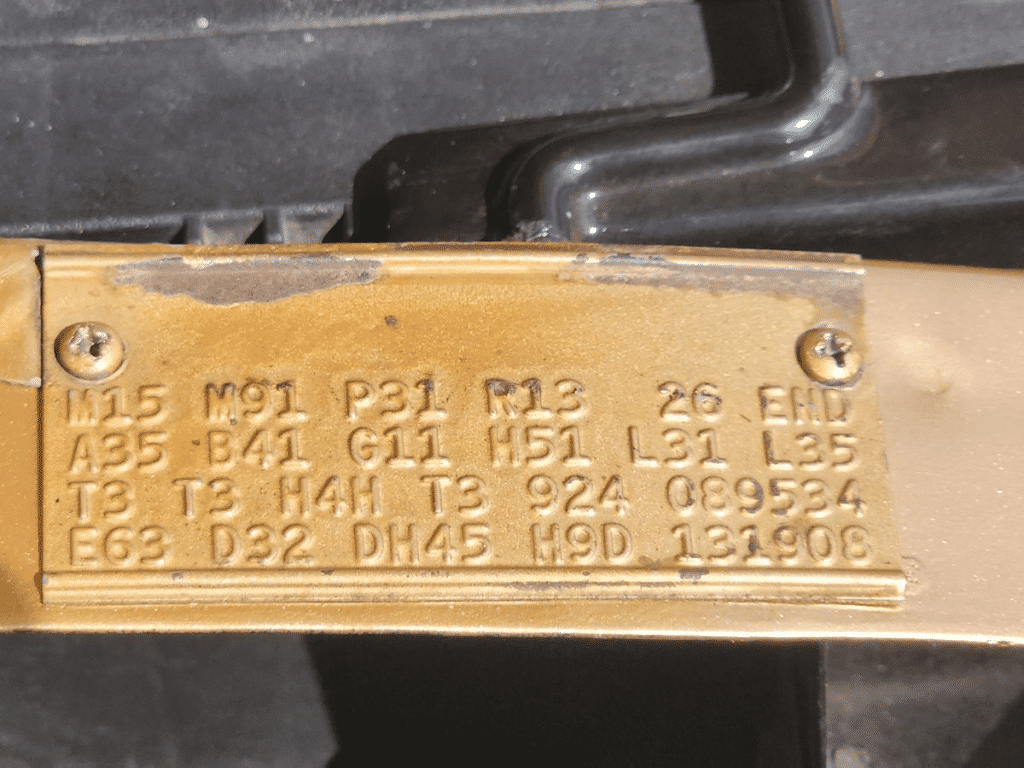 M15 M91 P31 R13 26 END
A35 B41 G11 H51 L31 L35
T3 T3 H4H T3 924 089534
E63 D32 DH45 H9D 131908